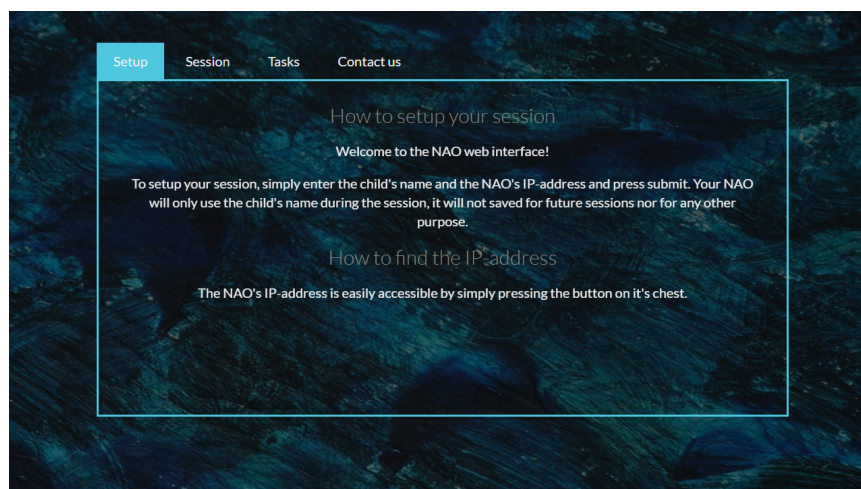 Setup Session Tasks Contact us
How to setup your session
Welcome to the NAO web interface!
To setup your session, simply enter the child's name and the NAO's IP-address and press submit. Your NAO
will only use the child's name during the session, it will not saved for future sessions nor for any other
purpose.
How to find the IP-address
The NAO's IP-address is easily accessible by simply pressing the button on it's chest.